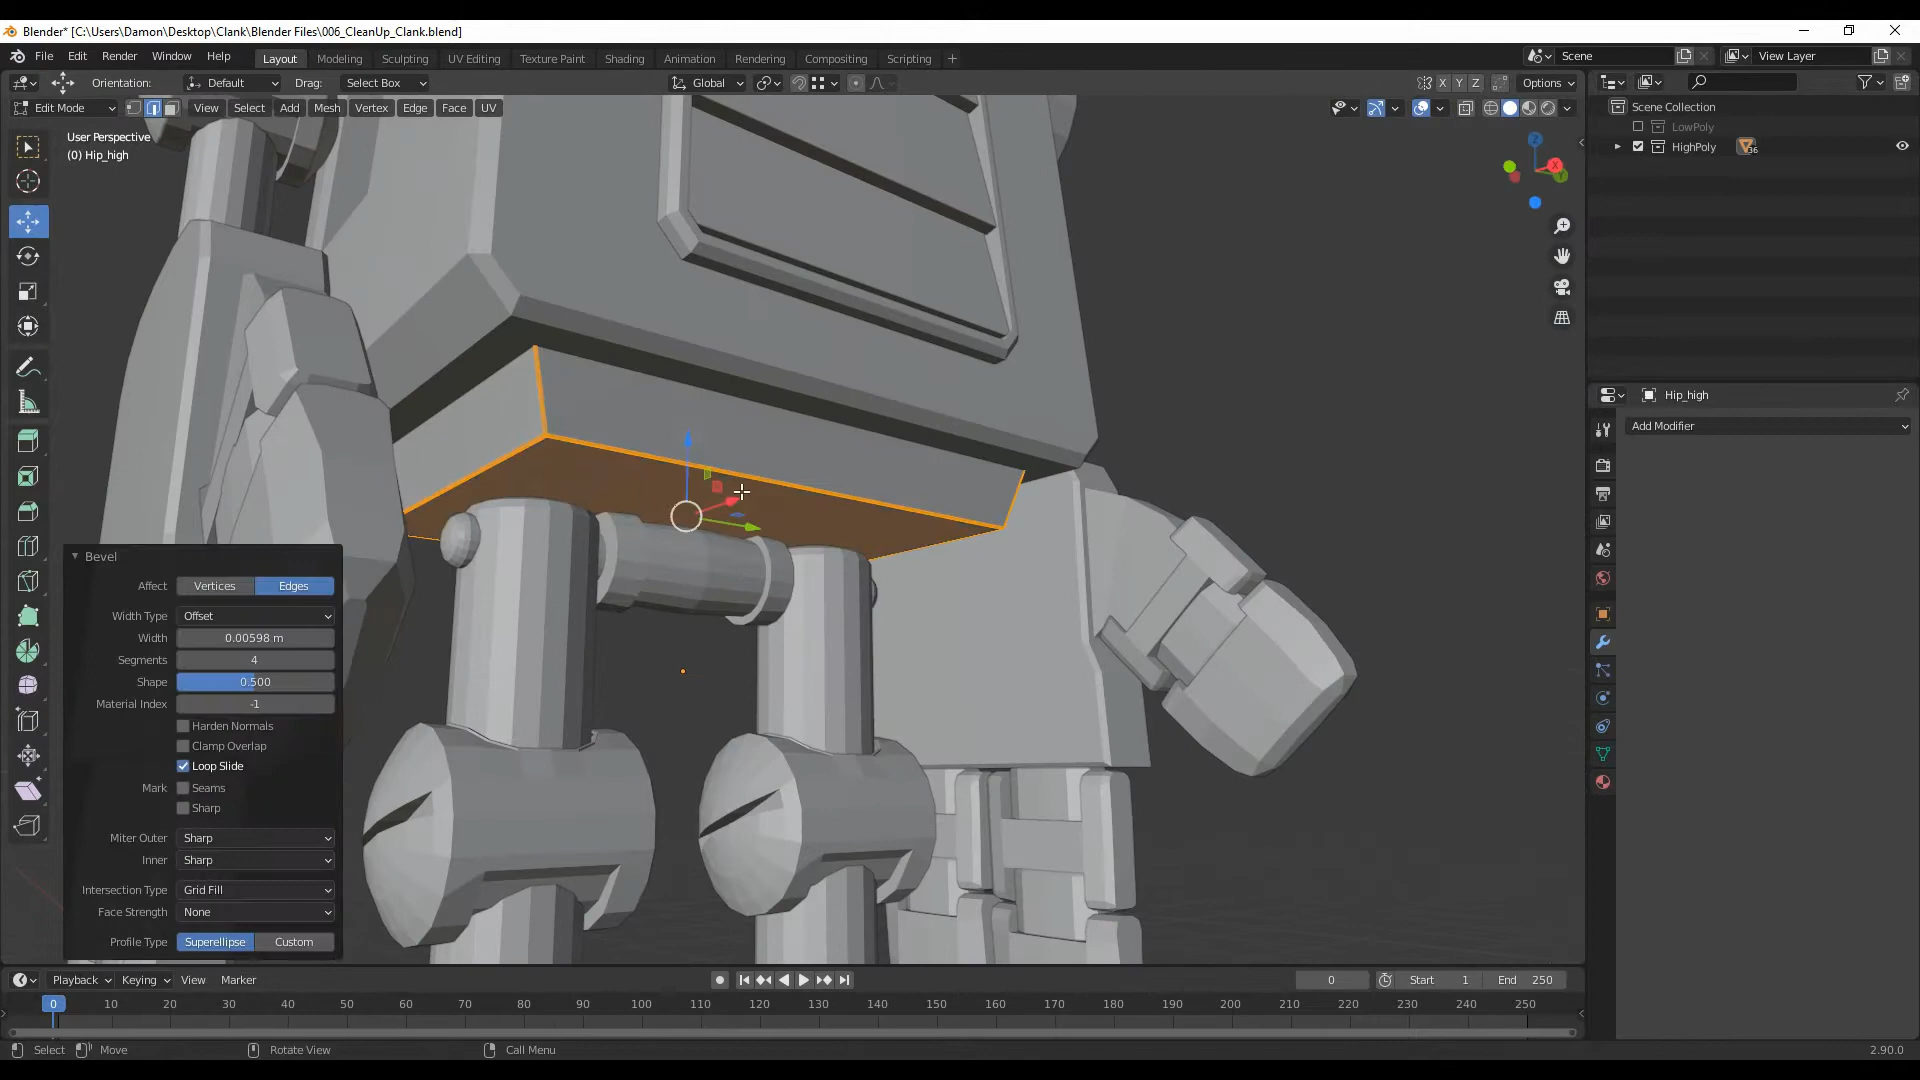 Blender* [C:\Users\Damon\Desktop\Clank\Blender Files\006_CleanUp_Clank.blend]
File Edit Render Window Help Layout Modeling Sculpting UV Editing Texture Paint Shading Animation Rendering Compositing Scripting + Scene View Layer
Orientation: Default Drag: Select Box Global X Y Z Options
Edit Mode View Select Add Mesh Vertex Edge Face UV
User Perspective
(0) Hip_high
Scene Collection
LowPoly
HighPoly 36
Z
X
Y
Hip_high
Add Modifier
Bevel
Affect Vertices Edges
Width Type Offset
Width 0.00598 m
Segments 4
Shape 0.500
Material Index -1
Harden Normals
Clamp Overlap
Loop Slide
Mark Seams
Sharp
Miter Outer Sharp
Inner Sharp
Intersection Type Grid Fill
Face Strength None
Profile Type Superellipse Custom
Playback Keying View Marker 0 Start 1 End 250
0 10 20 30 40 50 60 70 80 90 100 110 120 130 140 150 160 170 180 190 200 210 220 230 240 250
Select Move Rotate View Call Menu 2.90.0